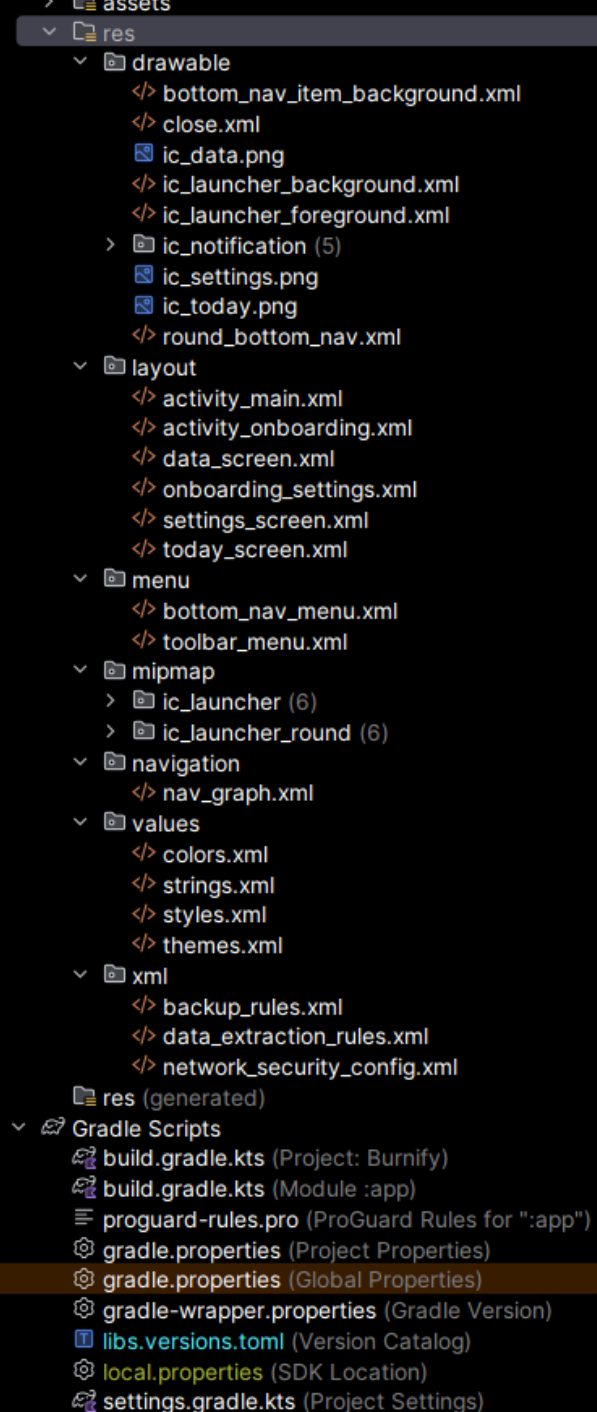 assets
res
drawable
bottom_nav_item_background.xml
close.xml
ic_data.png
ic_launcher_background.xml
ic_launcher_foreground.xml
ic_notification (5)
ic_settings.png
ic_today.png
round_bottom_nav.xml
layout
activity_main.xml
activity_onboarding.xml
data_screen.xml
onboarding_settings.xml
settings_screen.xml
today_screen.xml
menu
bottom_nav_menu.xml
toolbar_menu.xml
mipmap
ic_launcher (6)
ic_launcher_round (6)
navigation
nav_graph.xml
values
colors.xml
strings.xml
styles.xml
themes.xml
xml
backup_rules.xml
data_extraction_rules.xml
network_security_config.xml
res (generated)
Gradle Scripts
build.gradle.kts (Project: Burnify)
build.gradle.kts (Module :app)
proguard-rules.pro (ProGuard Rules for ":app")
gradle.properties (Project Properties)
gradle.properties (Global Properties)
gradle-wrapper.properties (Gradle Version)
libs.versions.toml (Version Catalog)
local.properties (SDK Location)
settings.gradle.kts (Project Settings)